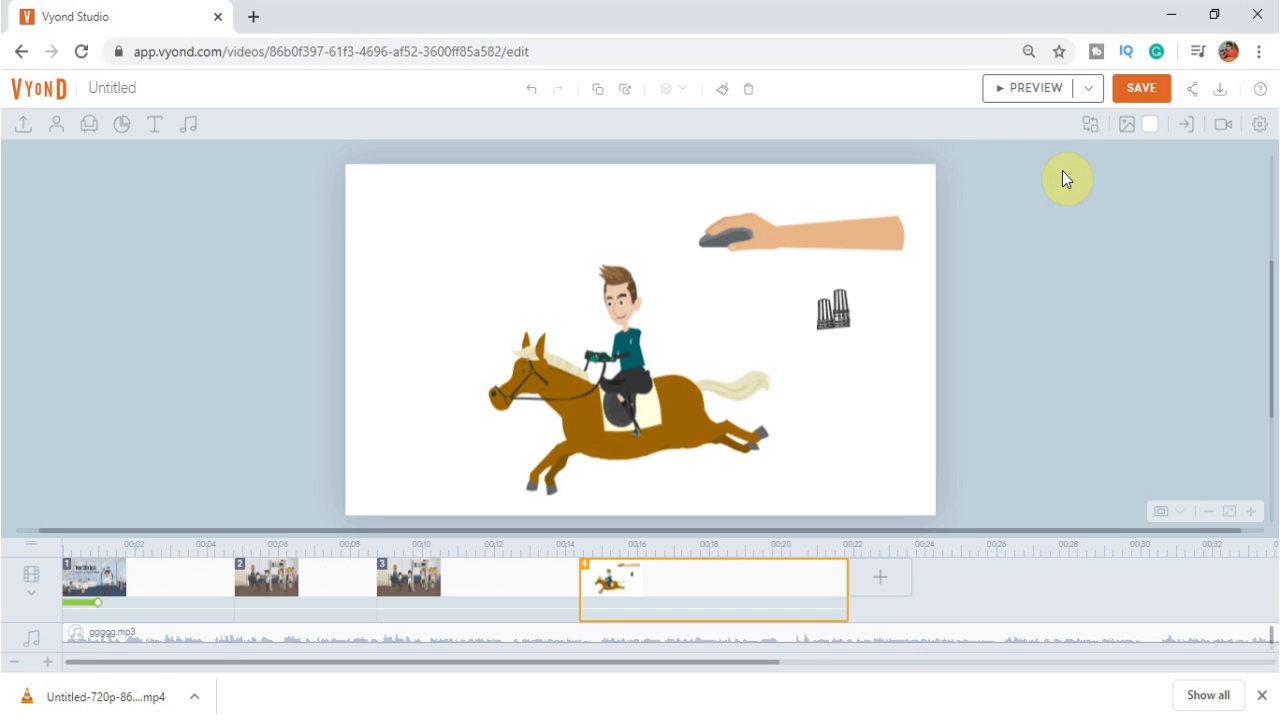 Vyond Studio
app.vyond.com/videos/86b0f397-61f3-4696-af52-3600ff85a582/edit
VYOND Untitled PREVIEW SAVE
00:02 00:04 00:06 00:08 00:10 00:12 00:14 00:16 00:18 00:20 00:22 00:24 00:26 00:28 00:30 00:32
1 2 3 4
ggggg.mp3
Untitled-720p-86....mp4 Show all